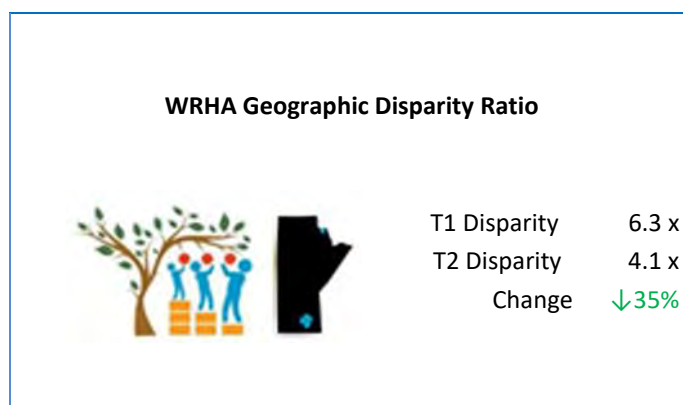 WRHA Geographic Disparity Ratio
T1 Disparity 6.3 x
T2 Disparity 4.1 x
Change ↓35%